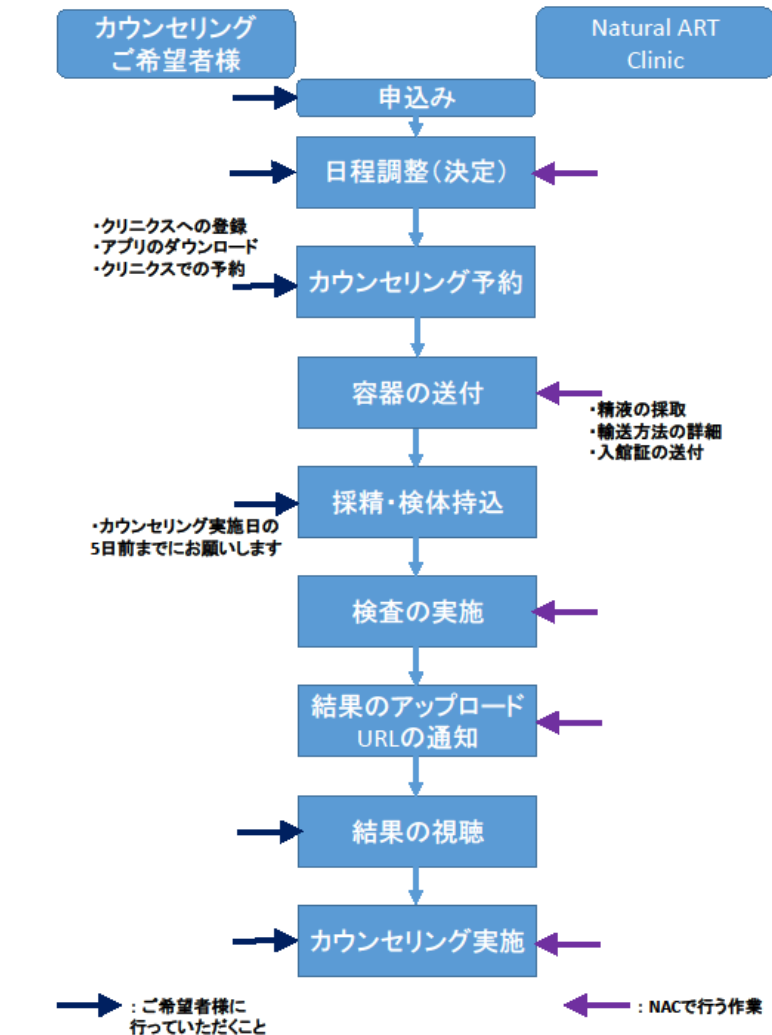 カウンセリング
ご希望者様
Natural ART
Clinic
申込み
日程調整(決定)
・クリニクスへの登録
・アプリのダウンロード
・クリニクスでの予約
カウンセリング予約
容器の送付
・精液の採取
・輸送方法の詳細
・入館証の送付
採精・検体持込
・カウンセリング実施日の
5日前までにお願いします
検査の実施
結果のアップロード
URLの通知
結果の視聴
カウンセリング実施
：ご希望者様に
行っていただくこと
：NACで行う作業